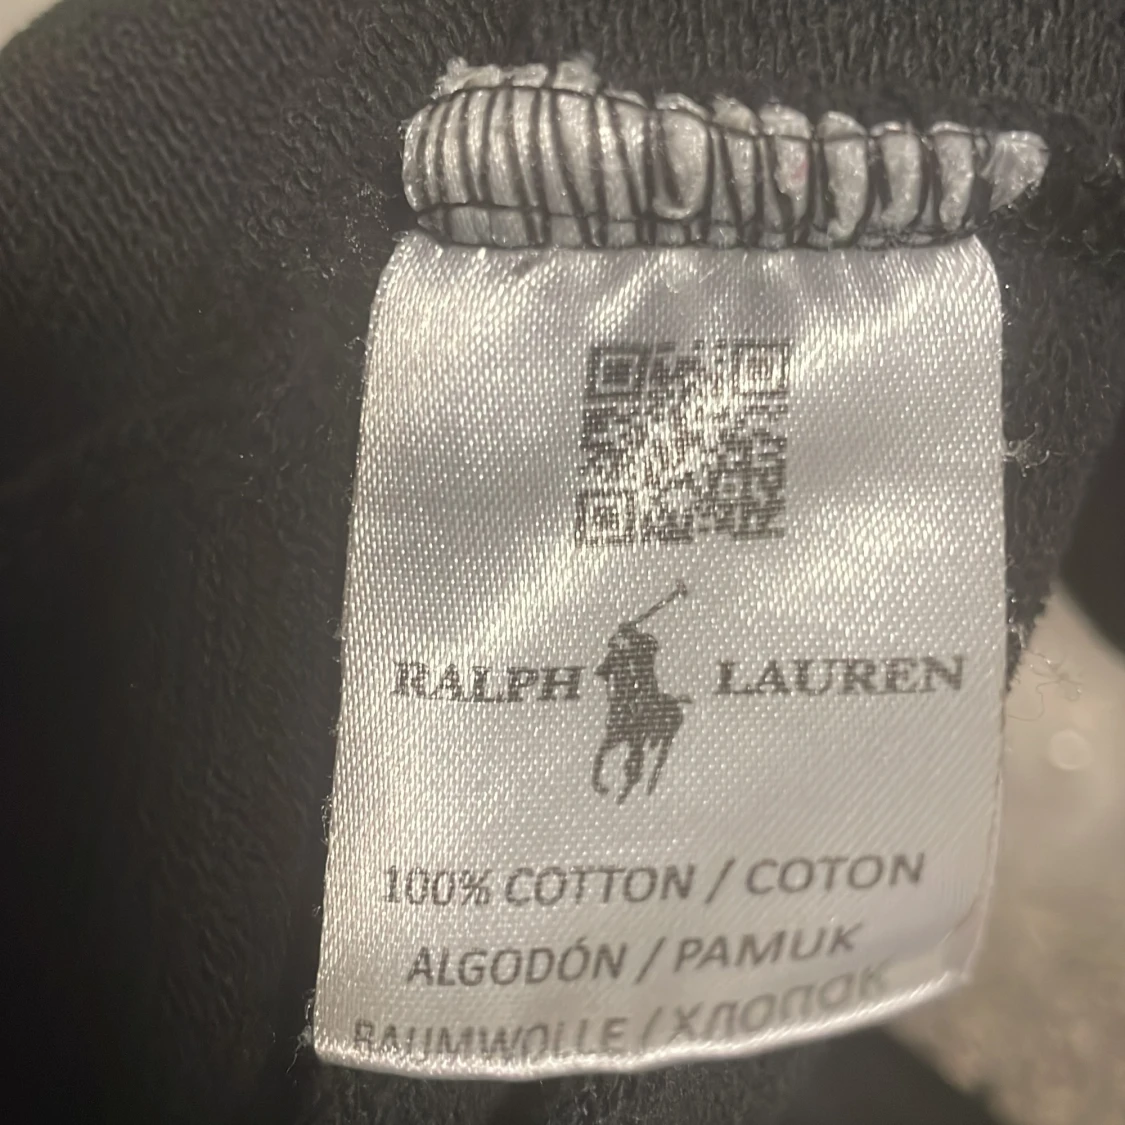 RALPH LAUREN
100% COTTON / COTON
ALGODÓN / PAMUK
BAUMWOLLE / ХЛОПОК